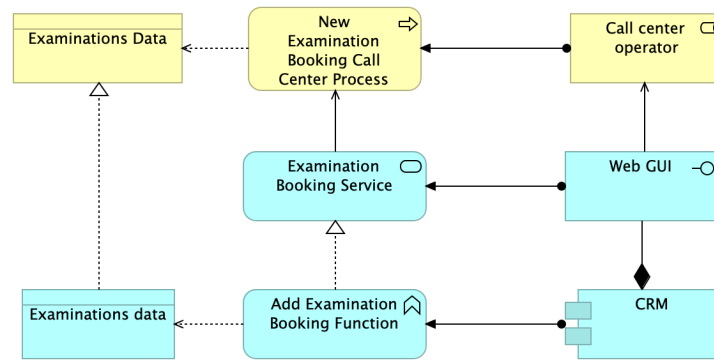 Examinations Data
New
Examination
Booking Call
Center Process
Call center
operator
Examination
Booking Service
Web GUI
Examinations data
Add Examination
Booking Function
CRM